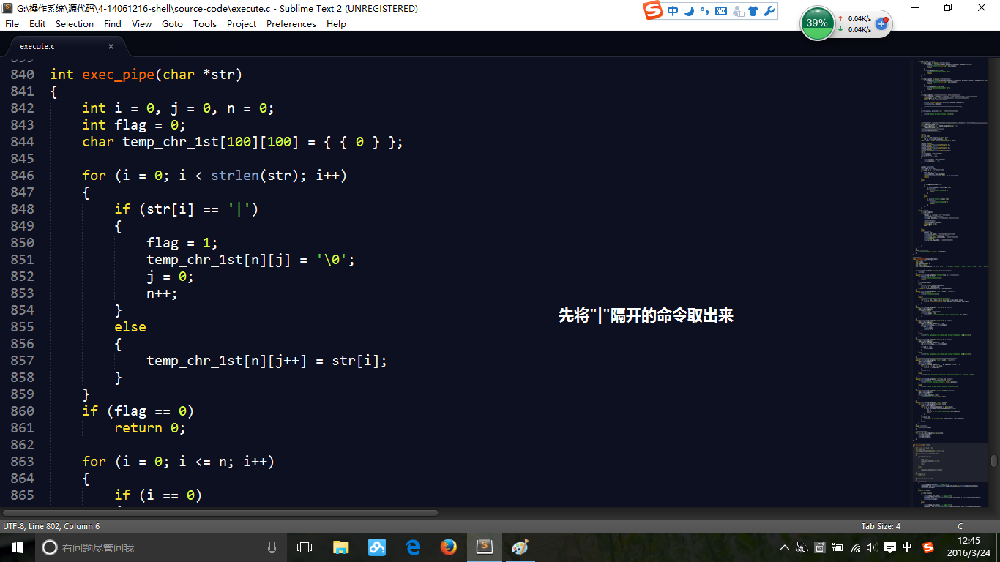 G:\操作系统\源代码\4-14061216-shell\source-code\execute.c - Sublime Text 2 (UNREGISTERED)
中
39%
0.04K/s
0.04K/s
File Edit Selection Find View Goto Tools Project Preferences Help
execute.c
840 int exec_pipe(char *str)
841 {
842     int i = 0, j = 0, n = 0;
843     int flag = 0;
844     char temp_chr_1st[100][100] = { { 0 } };
845
846     for (i = 0; i < strlen(str); i++)
847     {
848         if (str[i] == '|')
849         {
850             flag = 1;
851             temp_chr_1st[n][j] = '\0';
852             j = 0;
853             n++;
854         }
先将"|"隔开的命令取出来
855         else
856         {
857             temp_chr_1st[n][j++] = str[i];
858         }
859     }
860     if (flag == 0)
861         return 0;
862
863     for (i = 0; i <= n; i++)
864     {
865         if (i == 0)
UTF-8, Line 802, Column 6
Tab Size: 4
C
有问题尽管问我
中
12:45
2016/3/24